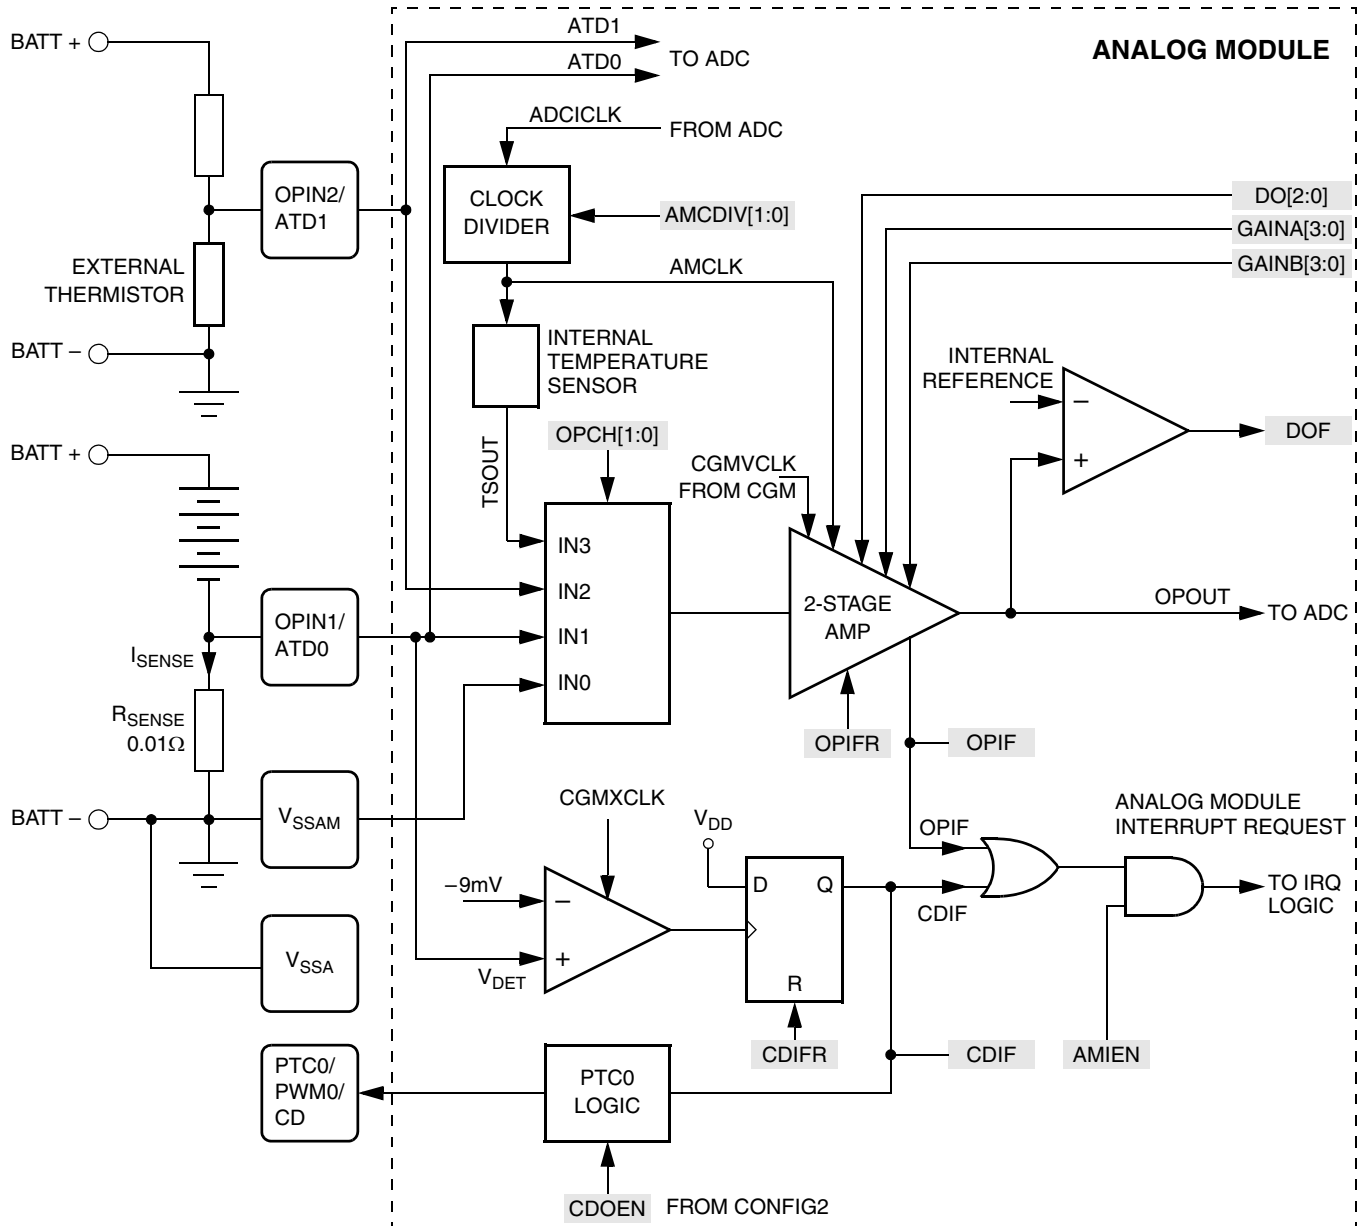 ANALOG MODULE
BATT +
ATD1
ATD0
TO ADC
ADCICLK
FROM ADC
OPIN2/
ATD1
CLOCK
DIVIDER
AMCDIV[1:0]
DO[2:0]
GAINA[3:0]
GAINB[3:0]
EXTERNAL
THERMISTOR
AMCLK
BATT –
INTERNAL
TEMPERATURE
SENSOR
INTERNAL
REFERENCE
–
+
DOF
BATT +
OPCH[1:0]
TSOUT
CGMVCLK
FROM CGM
IN3
IN2
IN1
IN0
2-STAGE
AMP
OPOUT
TO ADC
OPIN1/
ATD0
ISENSE
RSENSE
0.01Ω
OPIFR
OPIF
BATT –
VSSAM
CGMXCLK
VDD
OPIF
CDIF
ANALOG MODULE
INTERRUPT REQUEST
TO IRQ
LOGIC
–9mV
–
+
VDET
D
Q
R
VSSA
CDIFR
CDIF
AMIEN
PTC0/
PWM0/
CD
PTC0
LOGIC
CDOEN
FROM CONFIG2